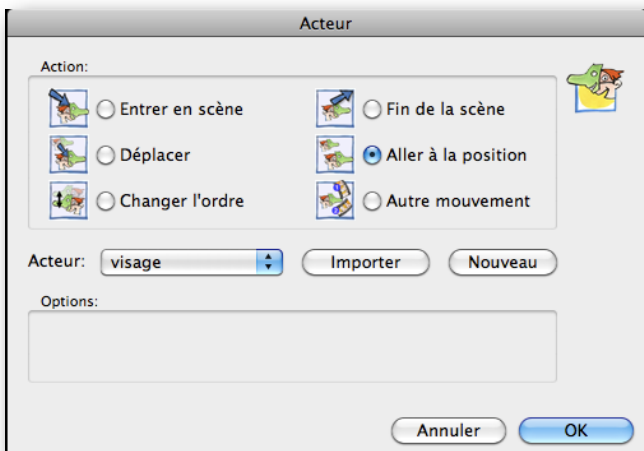 Acteur
Action:
Entrer en scène
Fin de la scène
Déplacer
Aller à la position
Changer l'ordre
Autre mouvement
Acteur: visage Importer Nouveau
Options:
Annuler OK